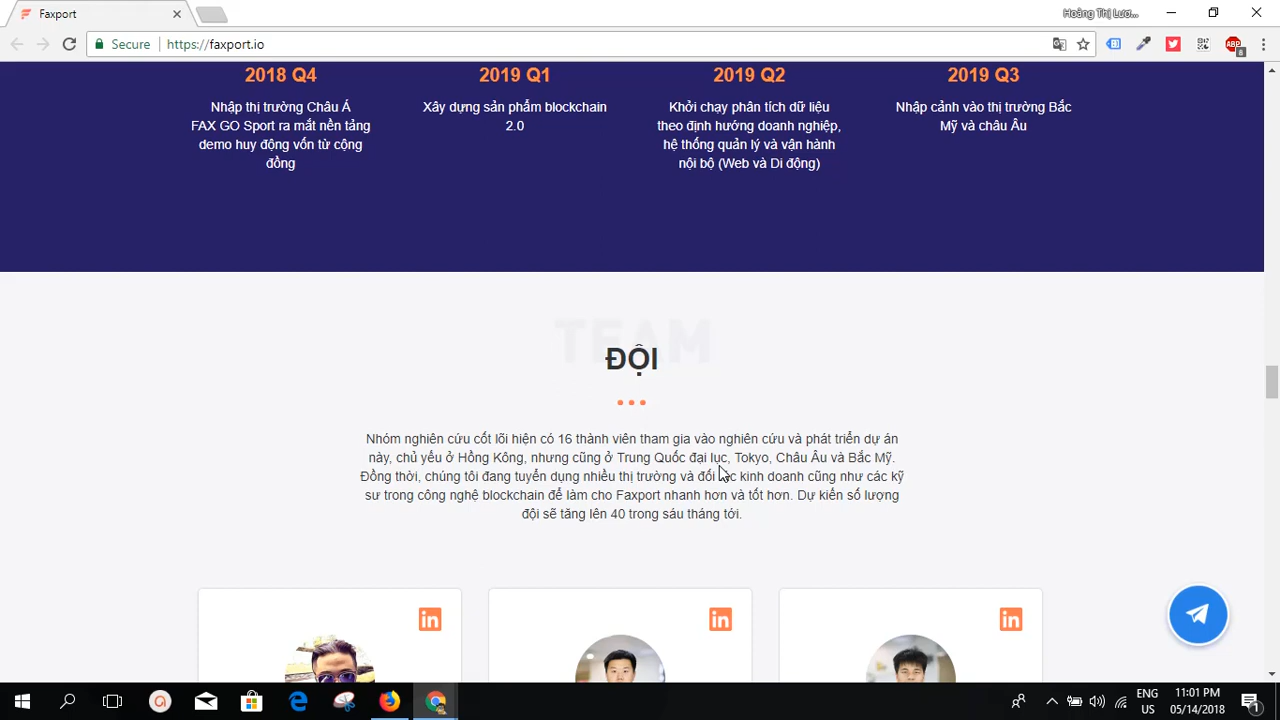 Faxport
Hoàng Thị Lươ...
Secure
https://faxport.io
ABP
8
2018 Q4
Nhập thị trường Châu Á
FAX GO Sport ra mắt nền tảng
demo huy động vốn từ cộng
đồng
2019 Q1
Xây dựng sản phẩm blockchain
2.0
2019 Q2
Khởi chạy phân tích dữ liệu
theo định hướng doanh nghiệp,
hệ thống quản lý và vận hành
nội bộ (Web và Di động)
2019 Q3
Nhập cảnh vào thị trường Bắc
Mỹ và châu Âu
TEAM
ĐỘI
Nhóm nghiên cứu cốt lõi hiện có 16 thành viên tham gia vào nghiên cứu và phát triển dự án
này, chủ yếu ở Hồng Kông, nhưng cũng ở Trung Quốc đại lục, Tokyo, Châu Âu và Bắc Mỹ.
Đồng thời, chúng tôi đang tuyển dụng nhiều thị trường và đối tác kinh doanh cũng như các kỹ
sư trong công nghệ blockchain để làm cho Faxport nhanh hơn và tốt hơn. Dự kiến số lượng
đội sẽ tăng lên 40 trong sáu tháng tới.
in
in
in
ENG
US
11:01 PM
05/14/2018
1